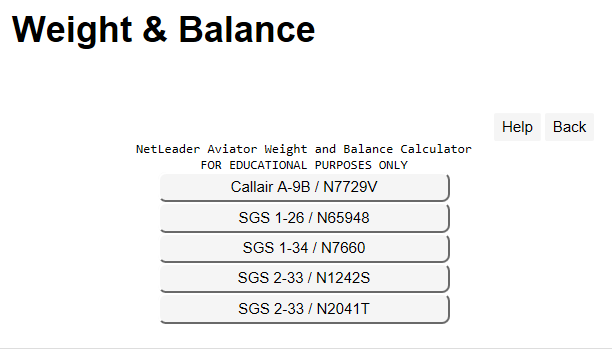 Weight & Balance
Help Back
NetLeader Aviator Weight and Balance Calculator
FOR EDUCATIONAL PURPOSES ONLY
Callair A-9B / N7729V
SGS 1-26 / N65948
SGS 1-34 / N7660
SGS 2-33 / N1242S
SGS 2-33 / N2041T